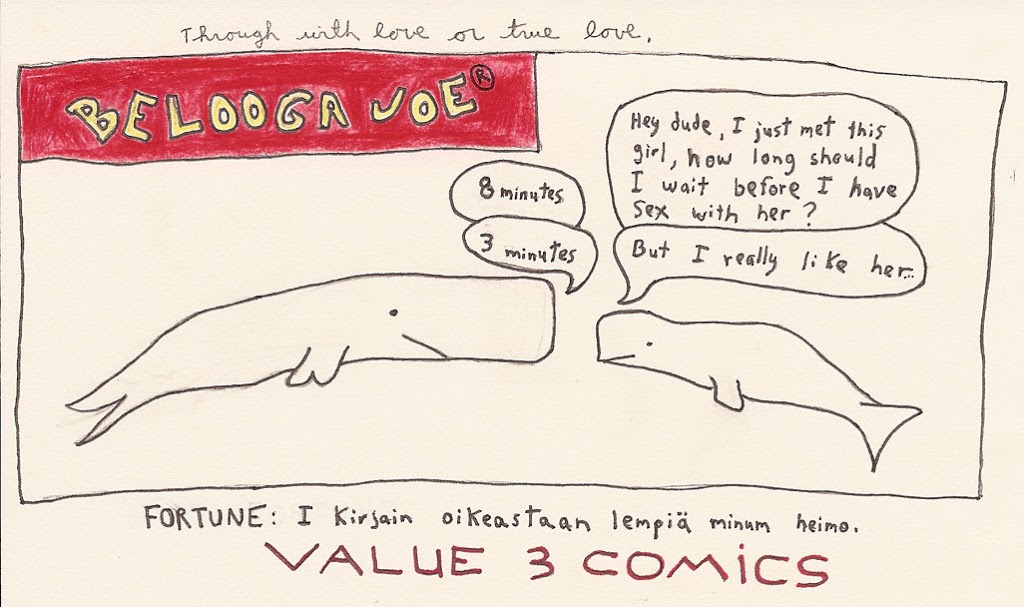 Through with love or true love.
BELOOGA JOE®
Hey dude, I just met this
girl, how long should
I wait before I have
sex with her?
8 minutes
But I really like her...
3 minutes
FORTUNE: I Kirjain oikeastaan lempiä minum heimo.
VALUE 3 COMICS